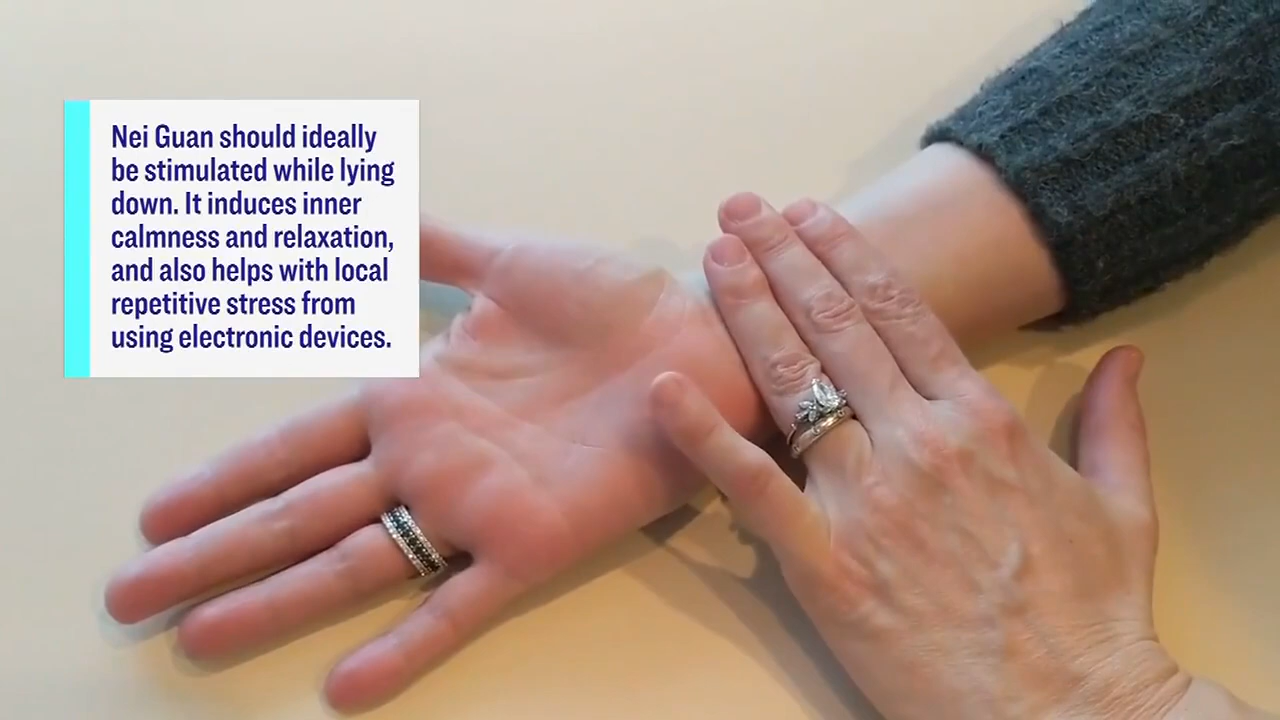 Nei Guan should ideally
be stimulated while lying
down. It induces inner
calmness and relaxation,
and also helps with local
repetitive stress from
using electronic devices.